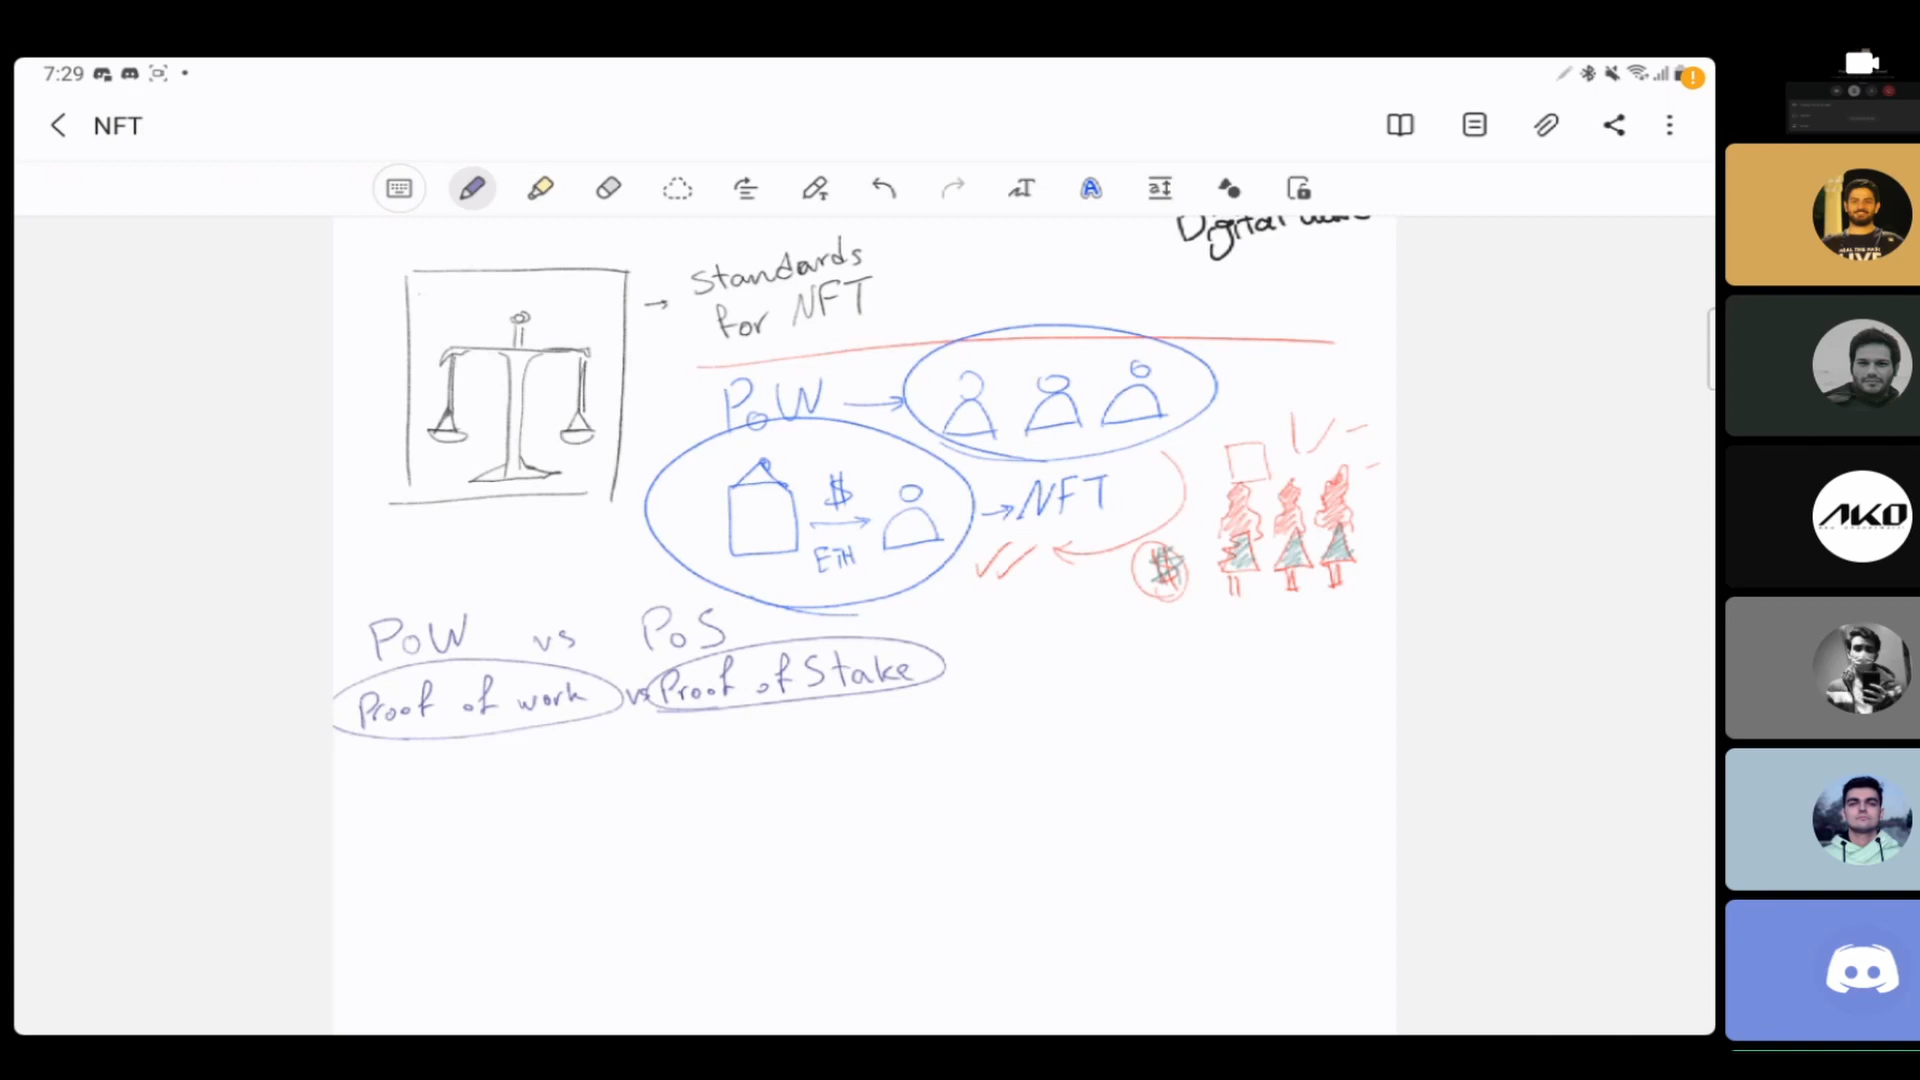 7:29
NFT
Digital
Standards
for NFT
PoW
$
ETH
NFT
$
PoW vs PoS
Proof of work vs Proof of Stake
AKO